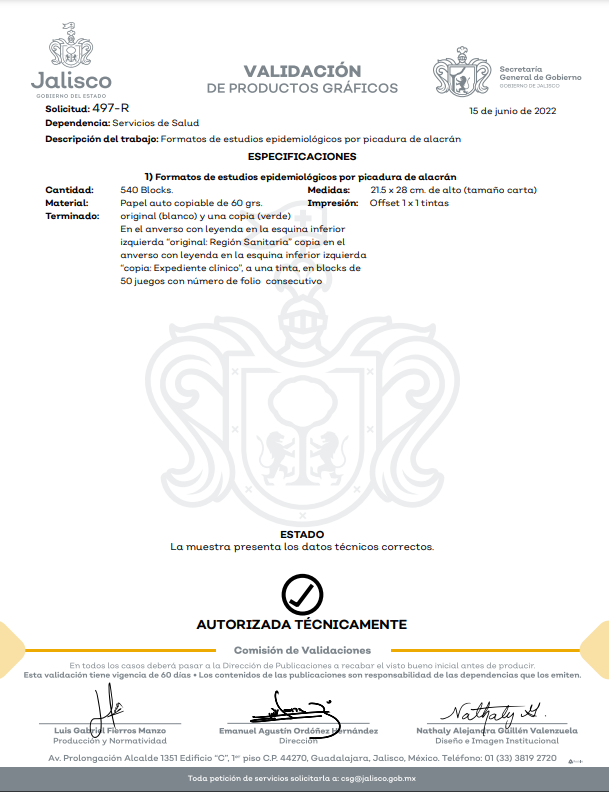 Jalisco
GOBIERNO DEL ESTADO
VALIDACIÓN
DE PRODUCTOS GRÁFICOS
Secretaría
General de Gobierno
GOBIERNO DE JALISCO
Solicitud: 497-R
15 de junio de 2022
Dependencia: Servicios de Salud
Descripción del trabajo: Formatos de estudios epidemiológicos por picadura de alacrán
ESPECIFICACIONES
1) Formatos de estudios epidemiológicos por picadura de alacrán
Cantidad: 540 Blocks. Medidas: 21.5 x 28 cm. de alto (tamaño carta)
Material: Papel auto copiable de 60 grs. Impresión: Offset 1 x 1 tintas
Terminado: original (blanco) y una copia (verde)
En el anverso con leyenda en la esquina inferior
izquierda "original: Región Sanitaria" copia en el
anverso con leyenda en la esquina inferior izquierda
"copia: Expediente clínico", a una tinta, en blocks de
50 juegos con número de folio consecutivo
ESTADO
La muestra presenta los datos técnicos correctos.
AUTORIZADA TÉCNICAMENTE
Comisión de Validaciones
En todos los casos deberá pasar a la Dirección de Publicaciones a recabar el visto bueno inicial antes de producir.
Esta validación tiene vigencia de 60 días • Los contenidos de las publicaciones son responsabilidad de las dependencias que los emiten.
Nathaly G.
Luis Gabriel Fierros Manzo
Producción y Normatividad
Emanuel Agustín Ordóñez Hernández
Dirección
Nathaly Alejandra Guillén Valenzuela
Diseño e Imagen Institucional
Av. Prolongación Alcalde 1351 Edificio "C", 1er piso C.P. 44270, Guadalajara, Jalisco, México. Teléfono: 01 (33) 3819 2720
Toda petición de servicios solicitarla a: csg@jalisco.gob.mx